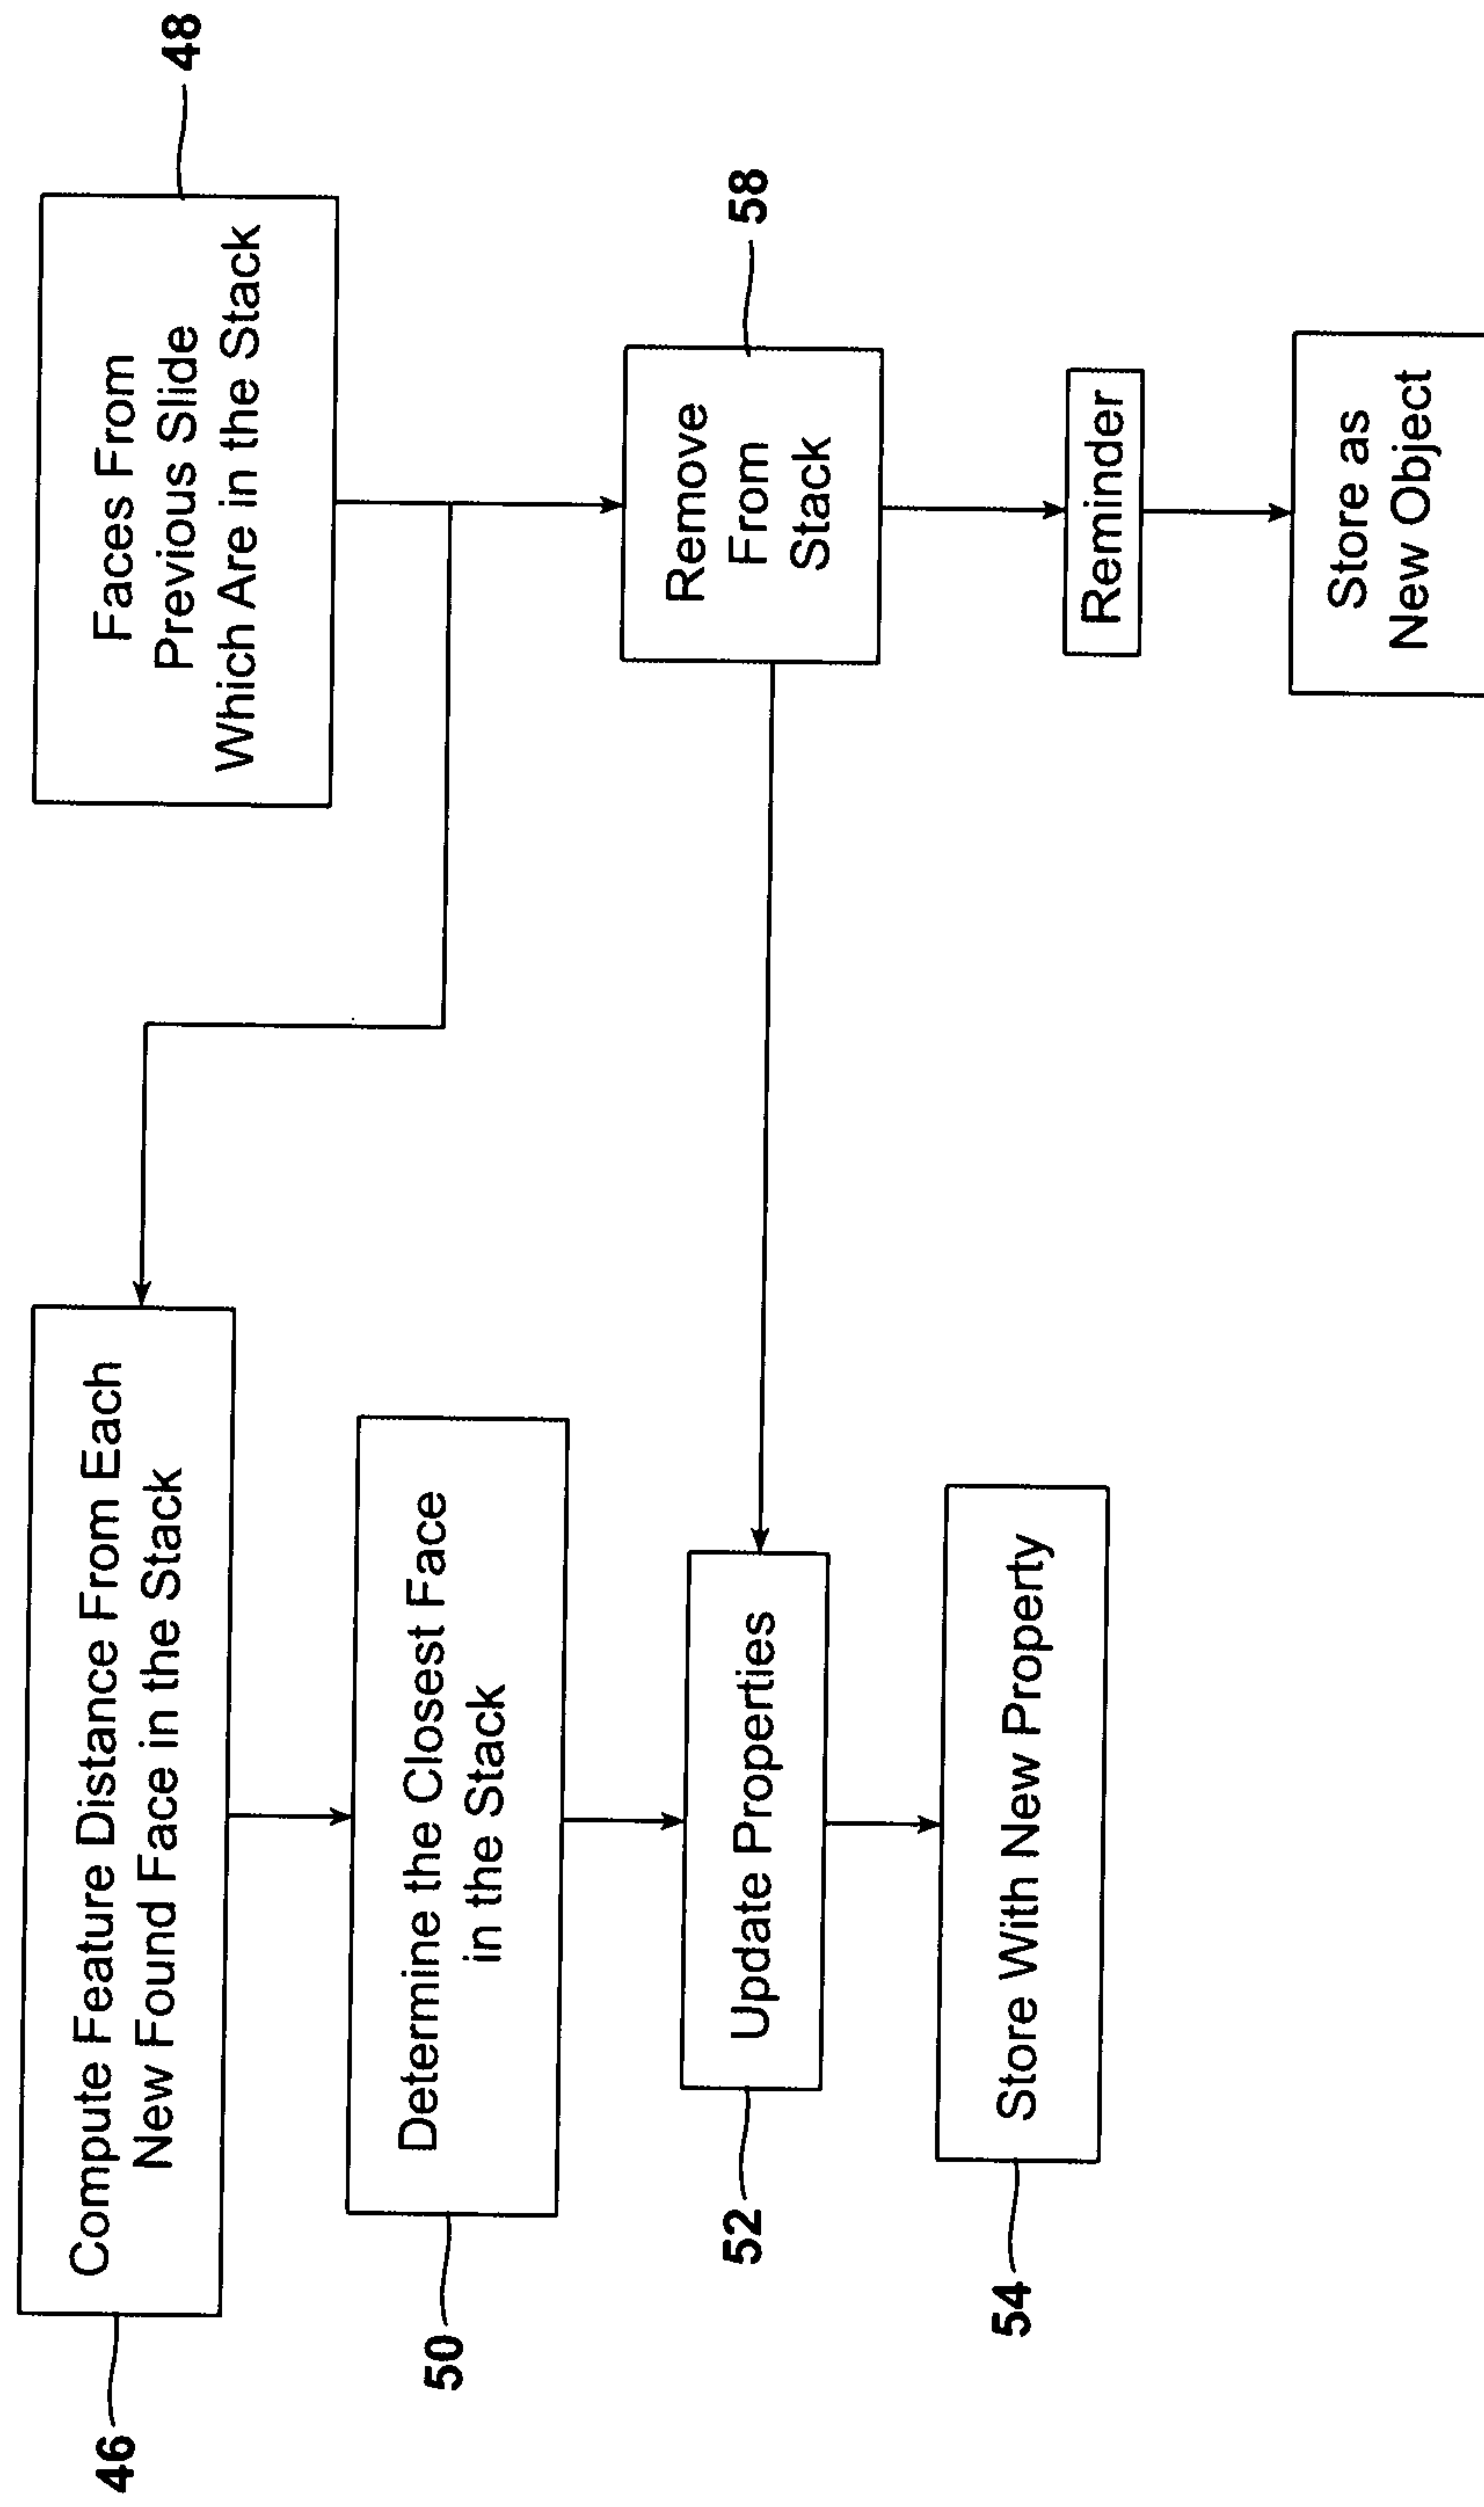 46
Compute Feature Distance From Each
New Found Face in the Stack
48
Faces From
Previous Slide
Which Are in the Stack
50
Determine the Closest Face
in the Stack
52
Update Properties
58
Remove
From
Stack
54
Store With New Property
Reminder
Store as
New Object